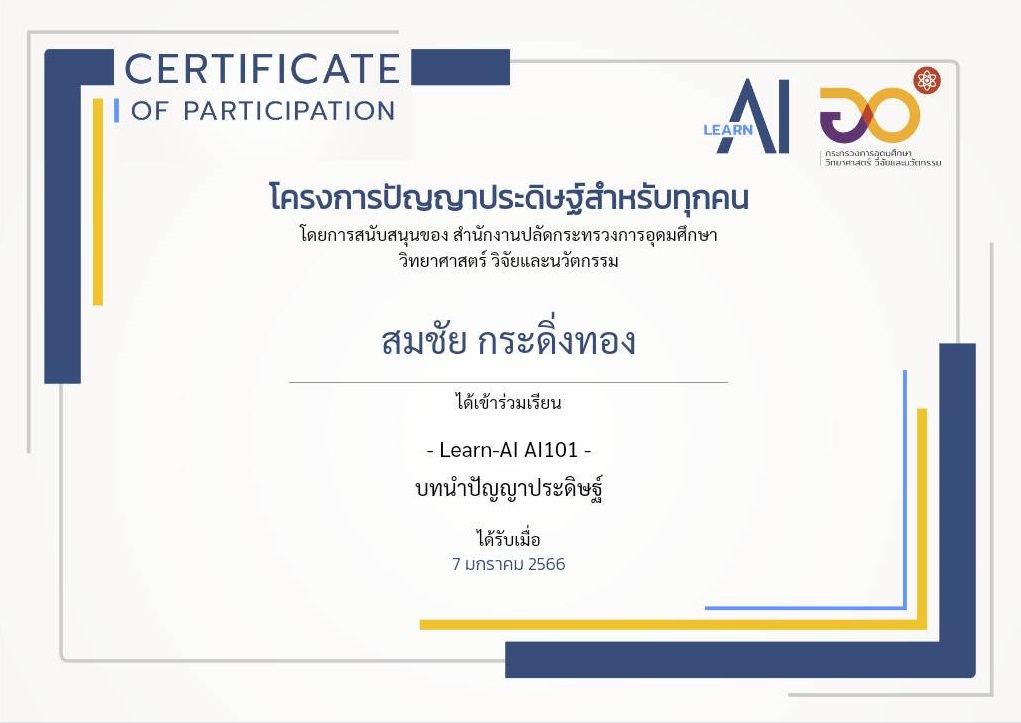 CERTIFICATE
OF PARTICIPATION
LEARN AI
กระทรวงการอุดมศึกษา
วิทยาศาสตร์ วิจัยและนวัตกรรม
โครงการปัญญาประดิษฐ์สำหรับทุกคน
โดยการสนับสนุนของ สำนักงานปลัดกระทรวงการอุดมศึกษา
วิทยาศาสตร์ วิจัยและนวัตกรรม
สมชัย กระดิ่งทอง
ได้เข้าร่วมเรียน
- Learn-AI AI101 -
บทนำปัญญาประดิษฐ์
ได้รับเมื่อ
7 มกราคม 2566